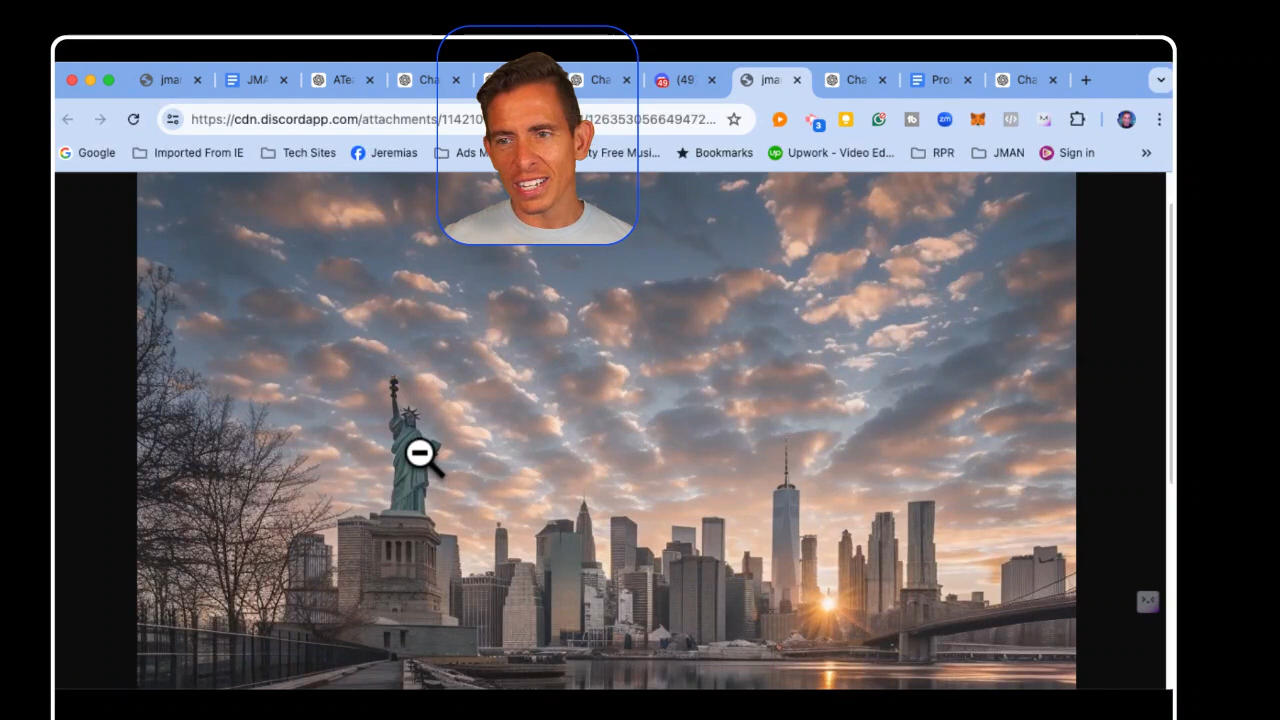 jma JMA ATe Cha Cha (49 jma Cha Pro Cha
https://cdn.discordapp.com/attachments/114210 /126353056649472...
Google Imported From IE Tech Sites Jeremias Ads M ty Free Musi... Bookmarks Upwork - Video Ed... RPR JMAN Sign in